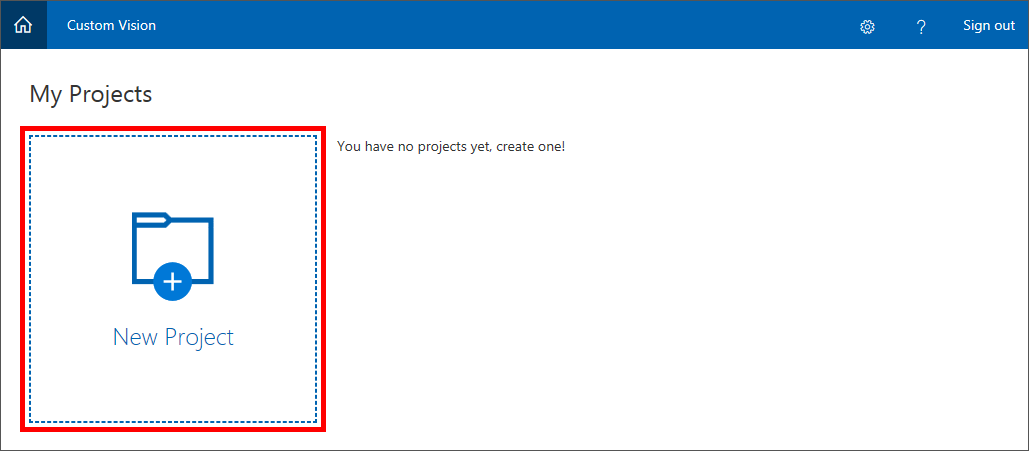 Custom Vision
? Sign out
My Projects
You have no projects yet, create one!
New Project